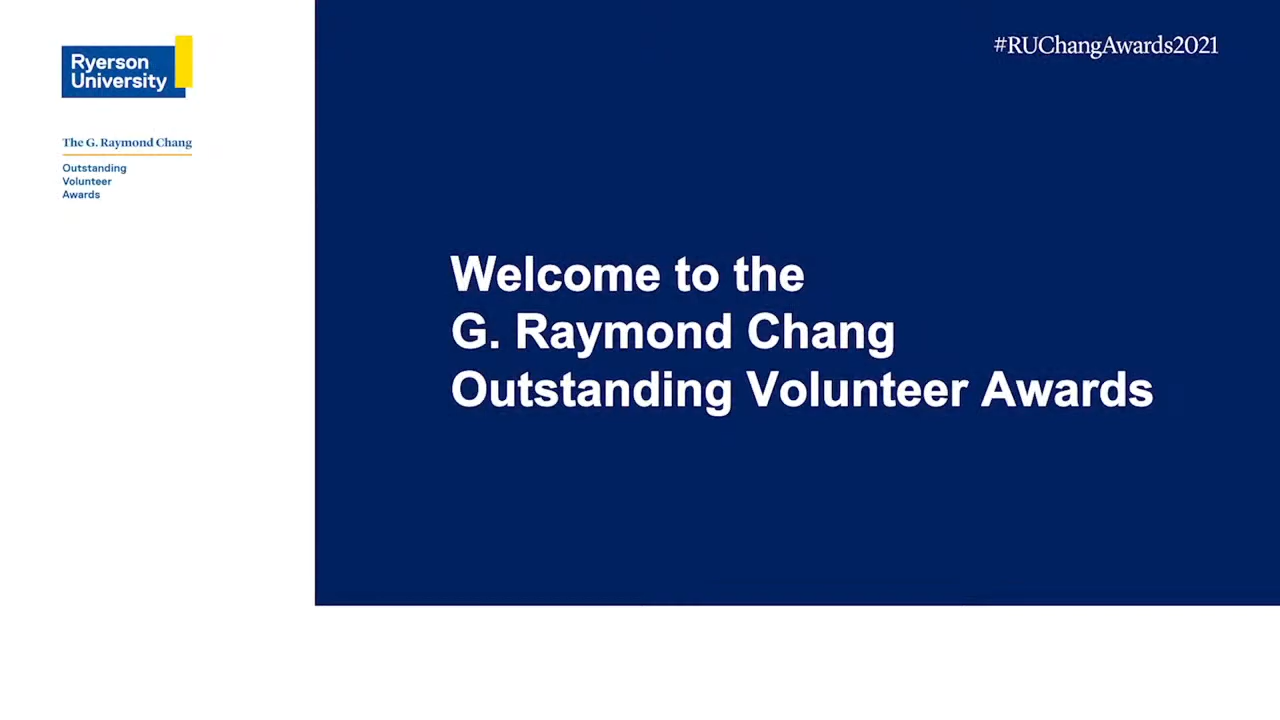 Ryerson
University
The G. Raymond Chang
Outstanding
Volunteer
Awards
#RUChangAwards2021
Welcome to the
G. Raymond Chang
Outstanding Volunteer Awards